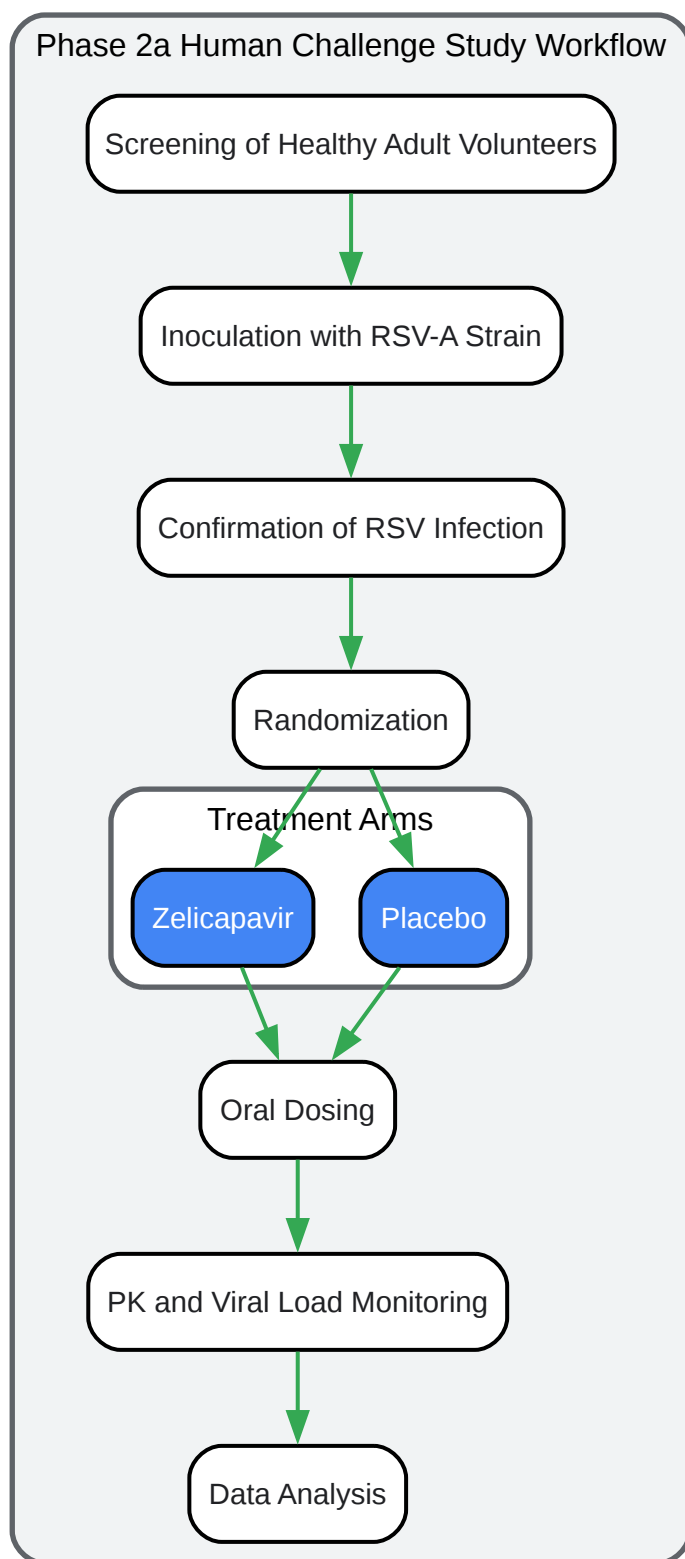 Phase 2a Human Challenge Study Workflow
Screening of Healthy Adult Volunteers
Inoculation with RSV-A Strain
Confirmation of RSV Infection
Randomization
Treatment Arms
Zelicapavir
Placebo
Oral Dosing
PK and Viral Load Monitoring
Data Analysis